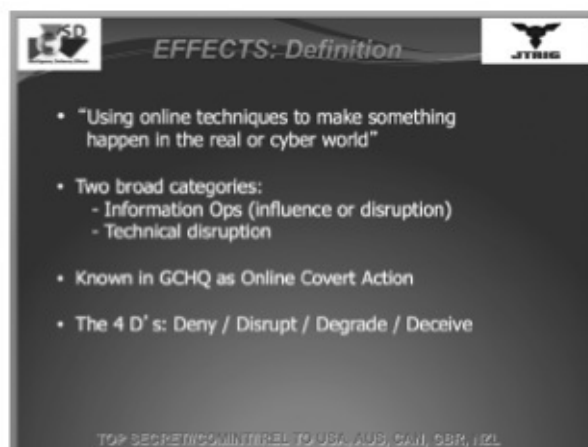 SD
EFFECTS: Definition
JTRIG
• “Using online techniques to make something
happen in the real or cyber world”
• Two broad categories:
- Information Ops (influence or disruption)
- Technical disruption
• Known in GCHQ as Online Covert Action
• The 4 D's: Deny / Disrupt / Degrade / Deceive
TOP SECRET//COMINT//REL TO USA, AUS, CAN, GBR, NZL